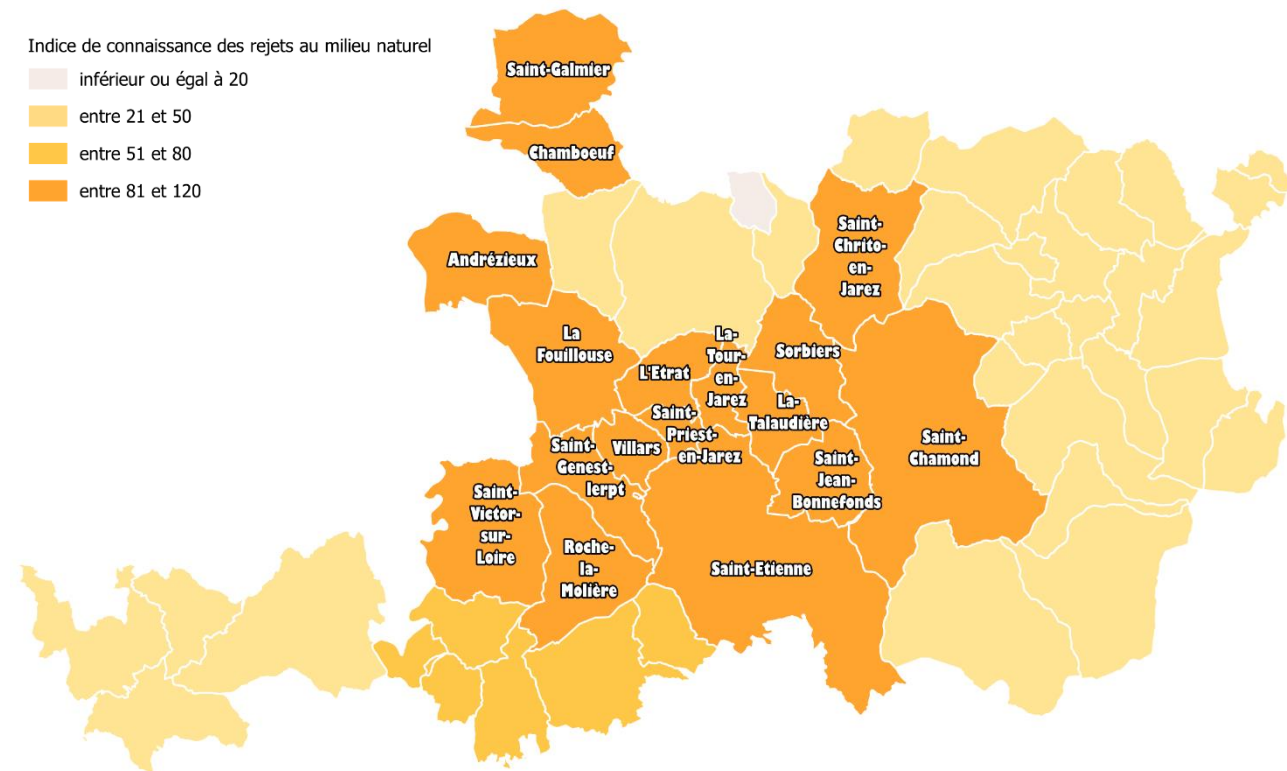 Indice de connaissance des rejets au milieu naturel
inférieur ou égal à 20
entre 21 et 50
entre 51 et 80
entre 81 et 120
Saint-Galmier
Chamboeuf
Andrézieux
Saint-
Chrito-
en-
Jarez
La
Fouillouse
L'Etrat
La-
Tour-
en-
Jarez
Sorbiers
La-
Talaudière
Saint-
Priest-
en-Jarez
Villars
Saint-
Genest-
lerpt
Saint-
Jean-
Bonnefonds
Saint-
Chamond
Saint-
Victor-
sur-
Loire
Roche-
la-
Molière
Saint-Etienne